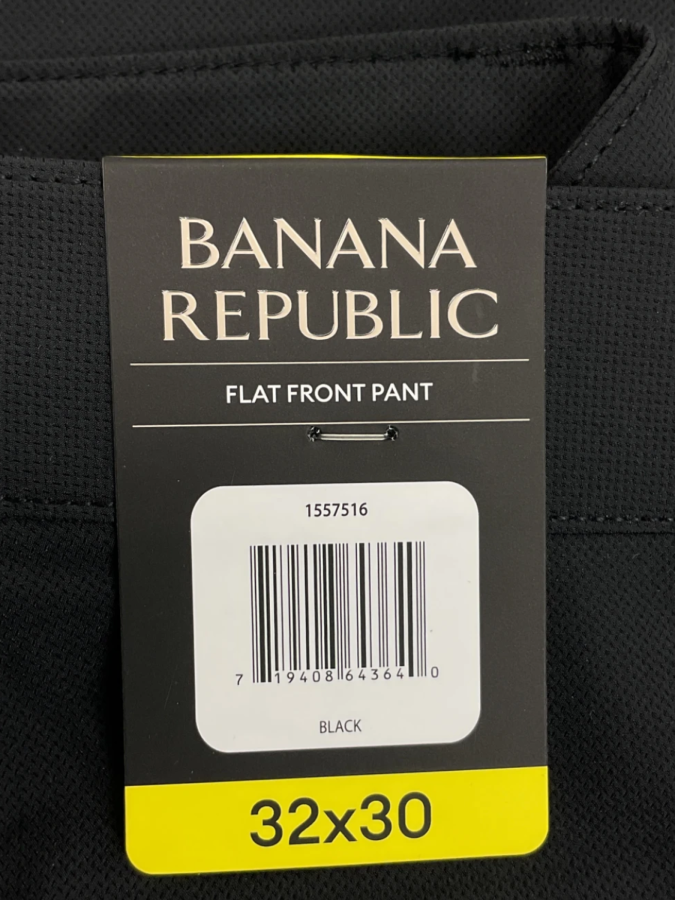 BANANA
REPUBLIC
FLAT FRONT PANT
1557516
7 19408 64364 0
BLACK
32x30